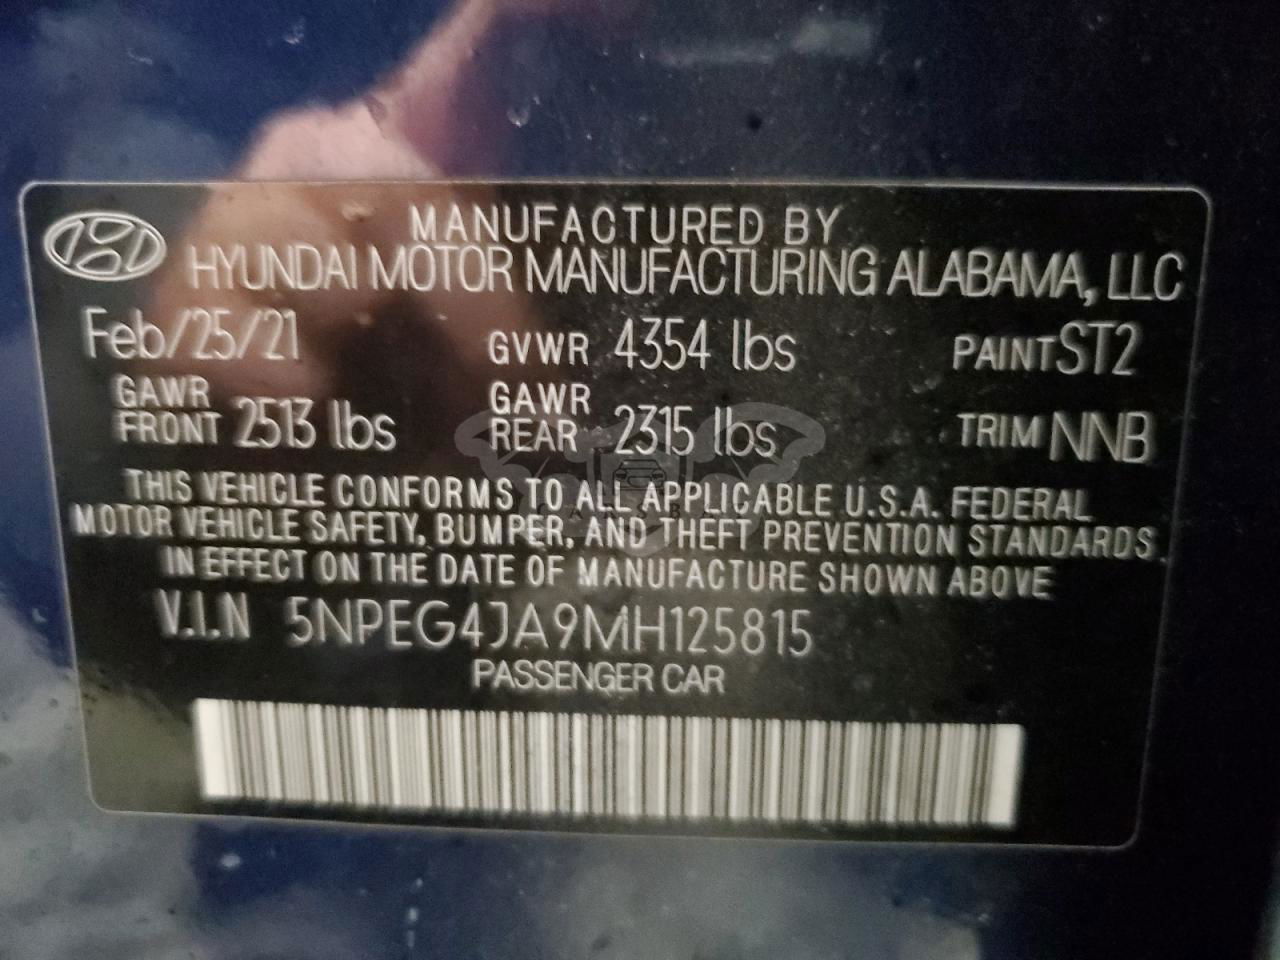 MANUFACTURED BY
HYUNDAI MOTOR MANUFACTURING ALABAMA, LLC
Feb/25/21 GVWR 4354 lbs PAINT ST2
GAWR FRONT 2513 lbs GAWR REAR 2315 lbs TRIM NNB
THIS VEHICLE CONFORMS TO ALL APPLICABLE U.S.A. FEDERAL
MOTOR VEHICLE SAFETY, BUMPER, AND THEFT PREVENTION STANDARDS
IN EFFECT ON THE DATE OF MANUFACTURE SHOWN ABOVE
V.I.N 5NPEG4JA9MH125815
PASSENGER CAR